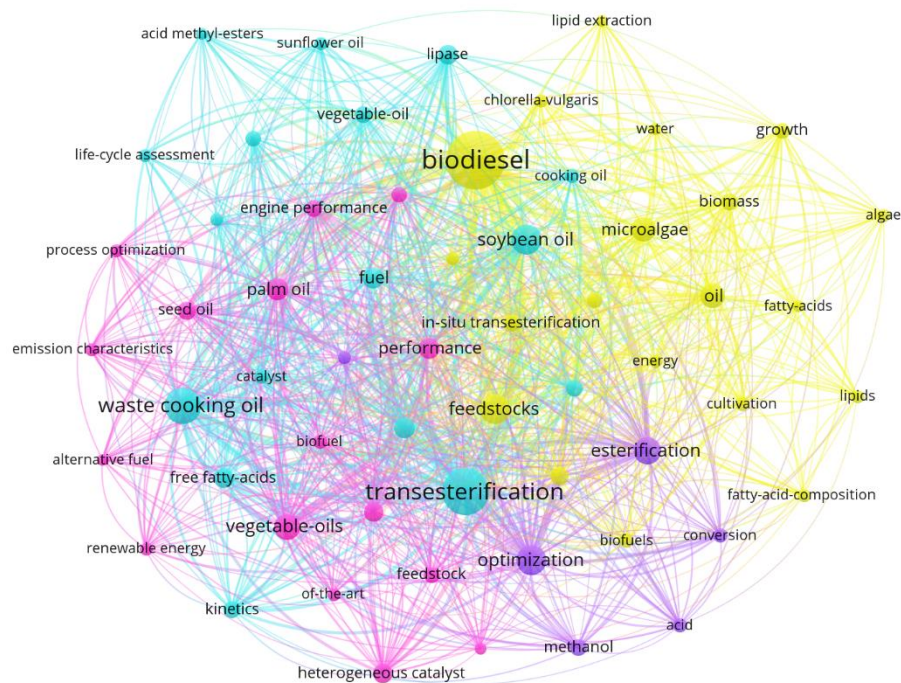 lipid extraction
acid methyl-esters
sunflower oil
lipase
chlorella-vulgaris
vegetable-oil
water
growth
life-cycle assessment
biodiesel
cooking oil
engine performance
biomass
algae
microalgae
soybean oil
process optimization
fuel
palm oil
oil
seed oil
fatty-acids
in-situ transesterification
emission characteristics
performance
energy
catalyst
waste cooking oil
feedstocks
cultivation
lipids
biofuel
esterification
alternative fuel
free fatty-acids
transesterification
fatty-acid-composition
vegetable-oils
renewable energy
biofuels
conversion
optimization
feedstock
of-the-art
kinetics
acid
methanol
heterogeneous catalyst